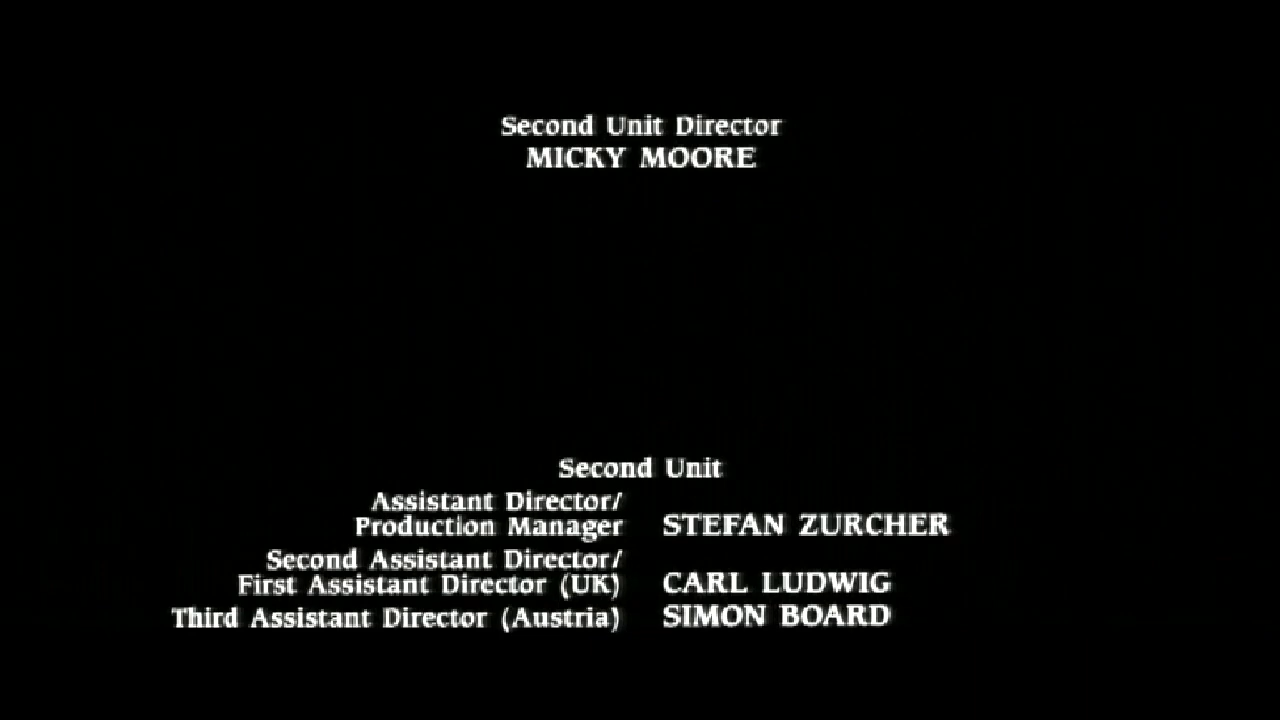 Second Unit Director
MICKY MOORE
Second Unit
Assistant Director/
Production Manager STEFAN ZURCHER
Second Assistant Director/
First Assistant Director (UK) CARL LUDWIG
Third Assistant Director (Austria) SIMON BOARD